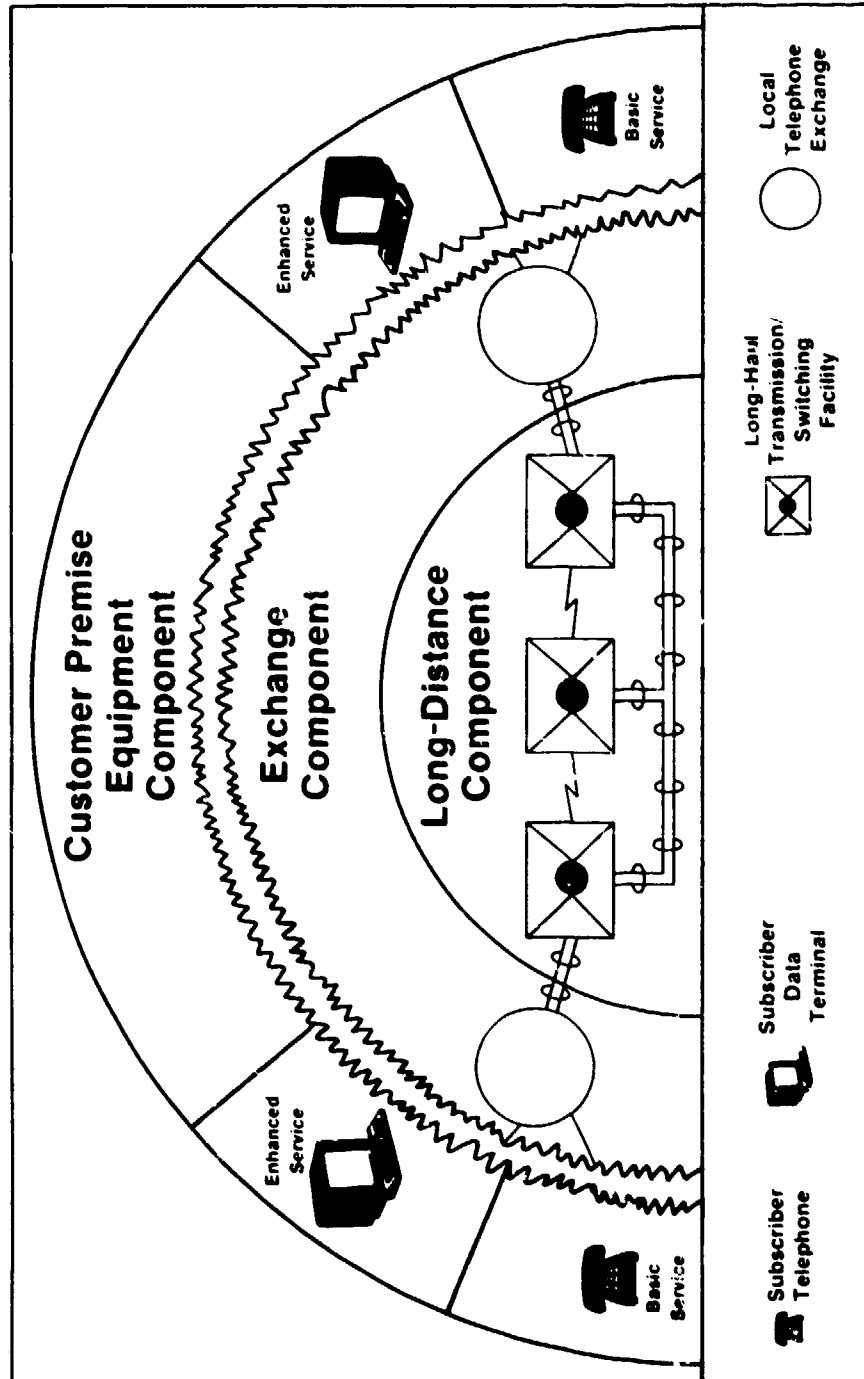 Customer Premise
Equipment
Component
Exchange
Component
Long-Distance
Component
Enhanced
Service
Basic
Service
Enhanced
Service
Basic
Service
Subscriber
Telephone
Subscriber
Data
Terminal
Long-Haul
Transmission/
Switching
Facility
Local
Telephone
Exchange